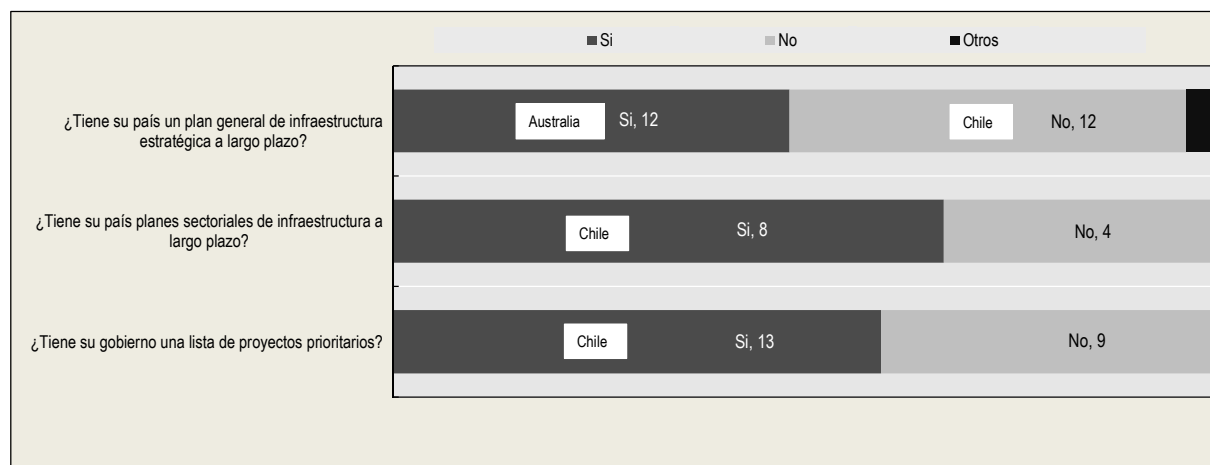 Si No Otros
¿Tiene su país un plan general de infraestructura
estratégica a largo plazo?
Australia Si, 12 Chile No, 12
¿Tiene su país planes sectoriales de infraestructura a
largo plazo?
Chile Si, 8 No, 4
¿Tiene su gobierno una lista de proyectos prioritarios?
Chile Si, 13 No, 9